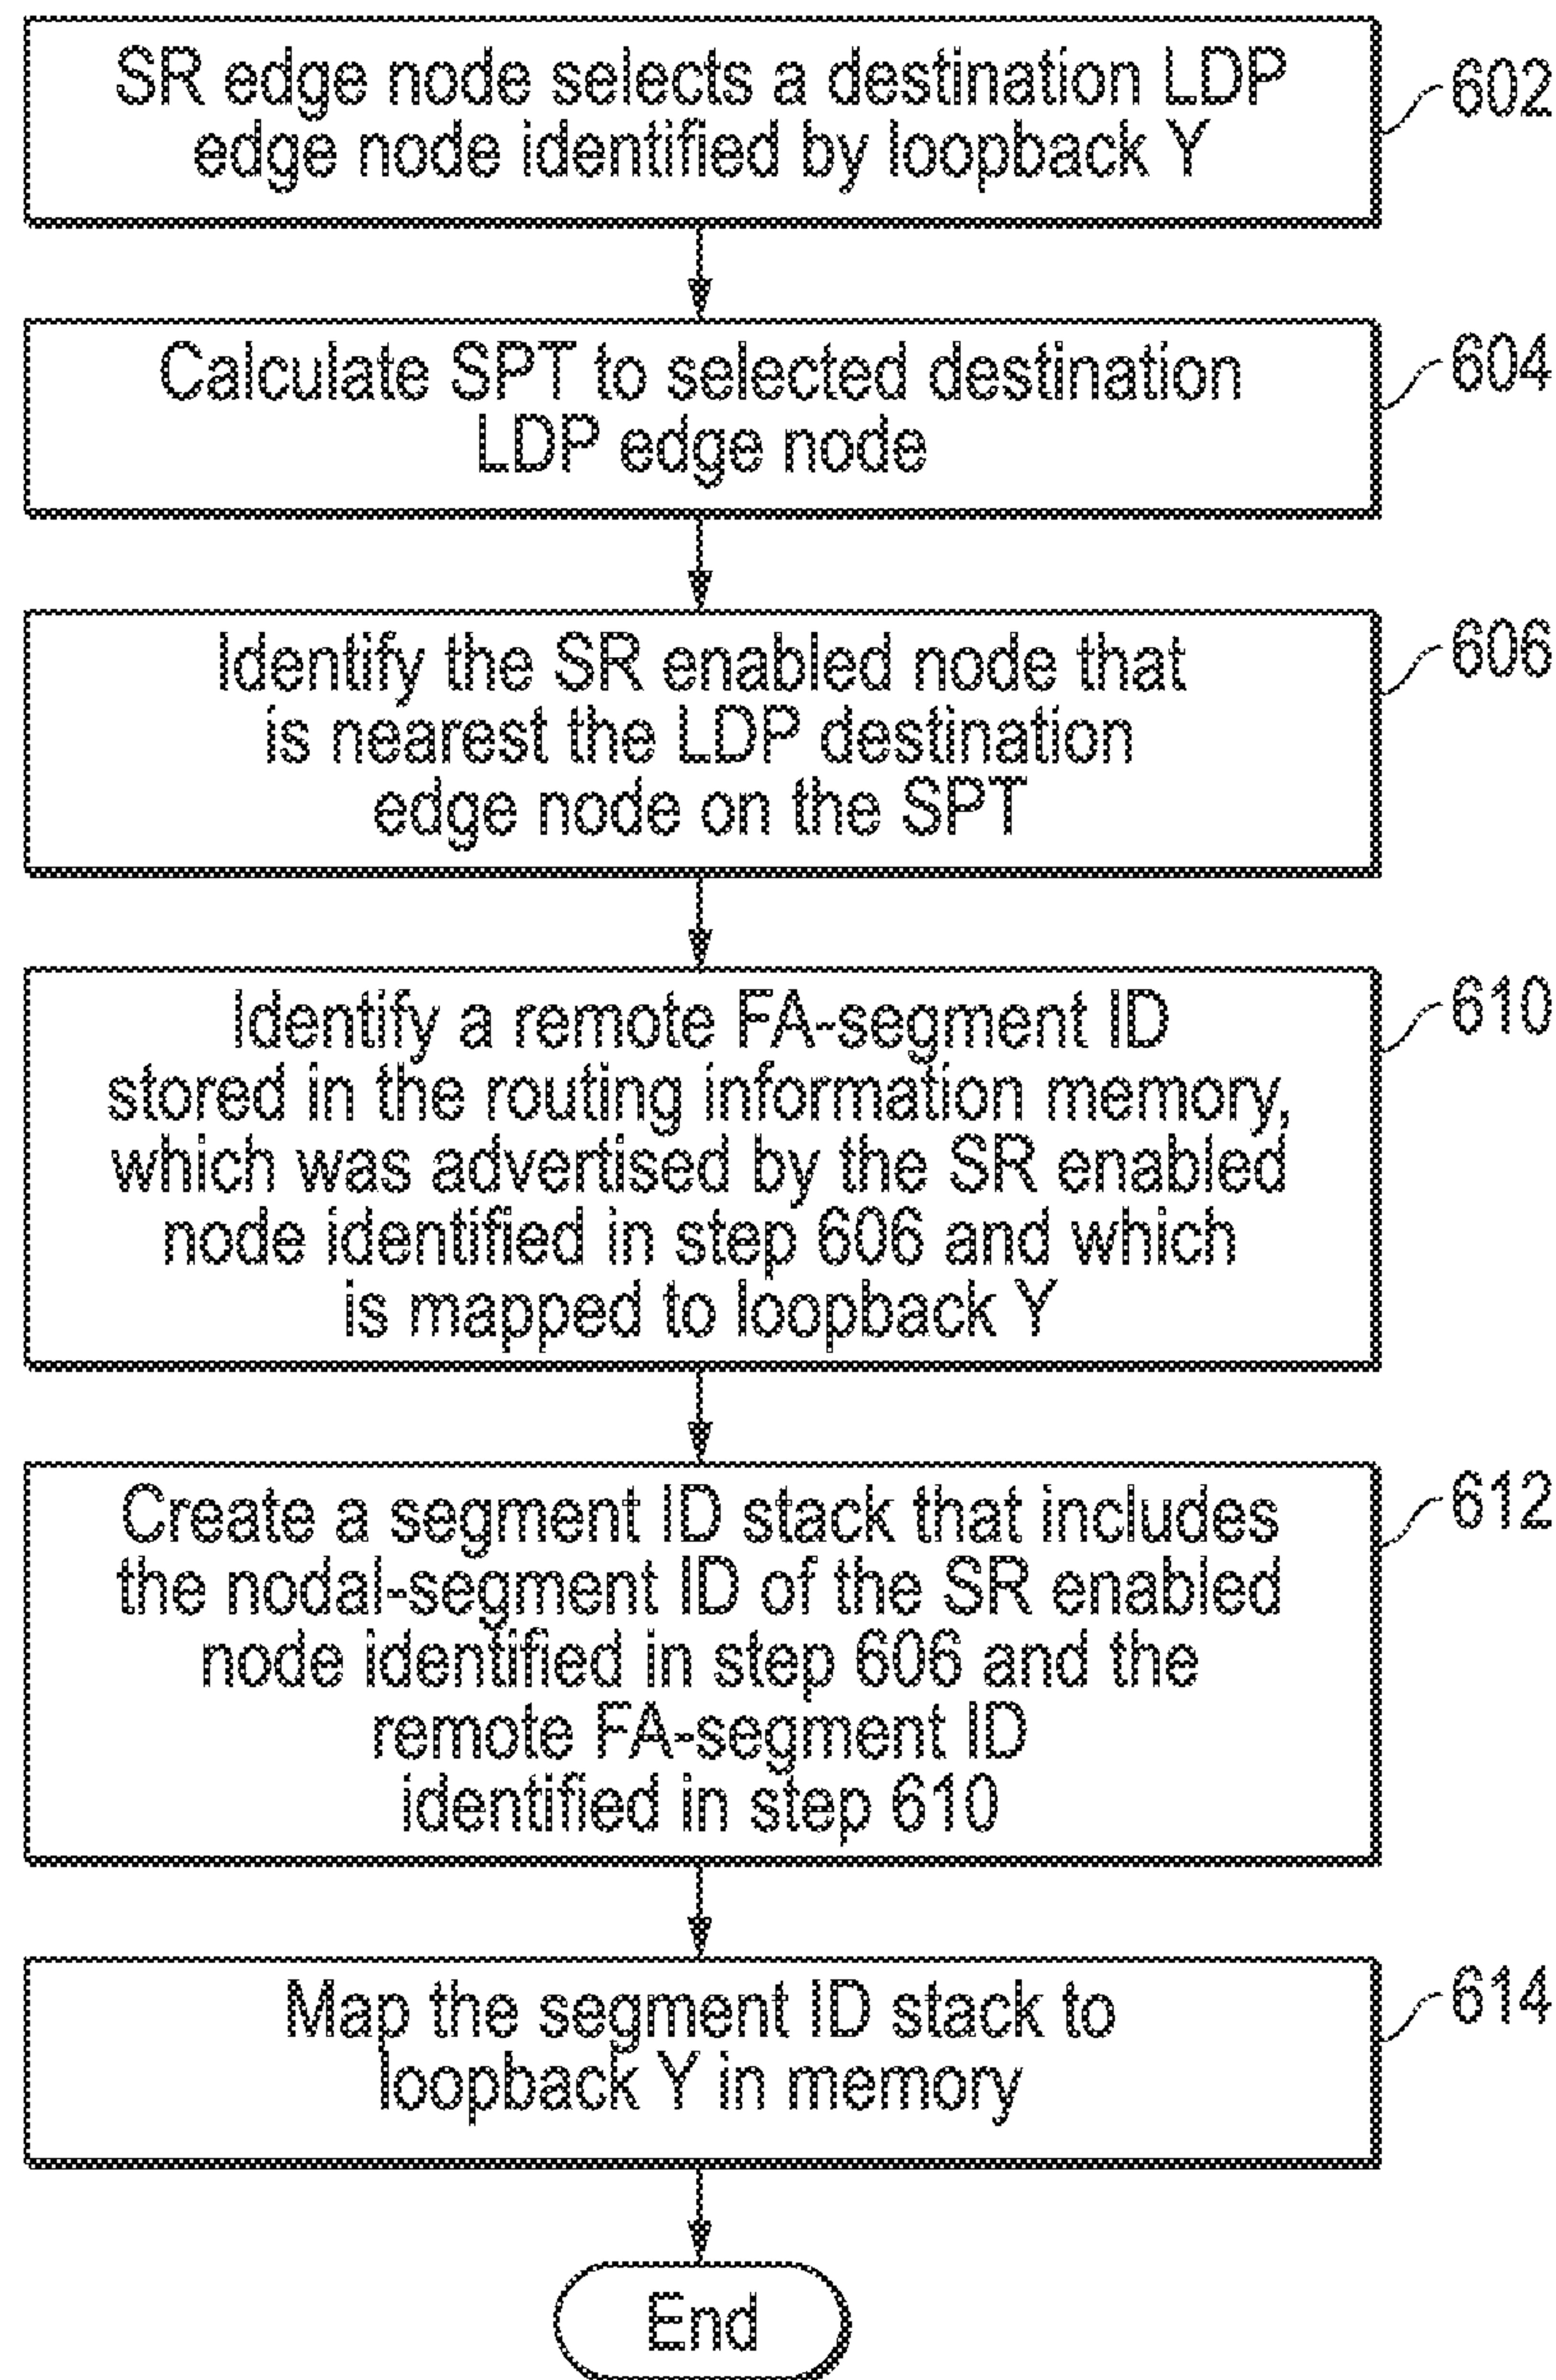 SR edge node selects a destination LDP
edge node identified by loopback Y
602
Calculate SPT to selected destination
LDP edge node
604
Identify the SR enabled node that
is nearest the LDP destination
edge node on the SPT
606
Identify a remote FA-segment ID
stored in the routing information memory,
which was advertised by the SR enabled
node identified in step 606 and which
is mapped to loopback Y
610
Create a segment ID stack that includes
the nodal-segment ID of the SR enabled
node identified in step 606 and the
remote FA-segment ID
identified in step 610
612
Map the segment ID stack to
loopback Y in memory
614
End